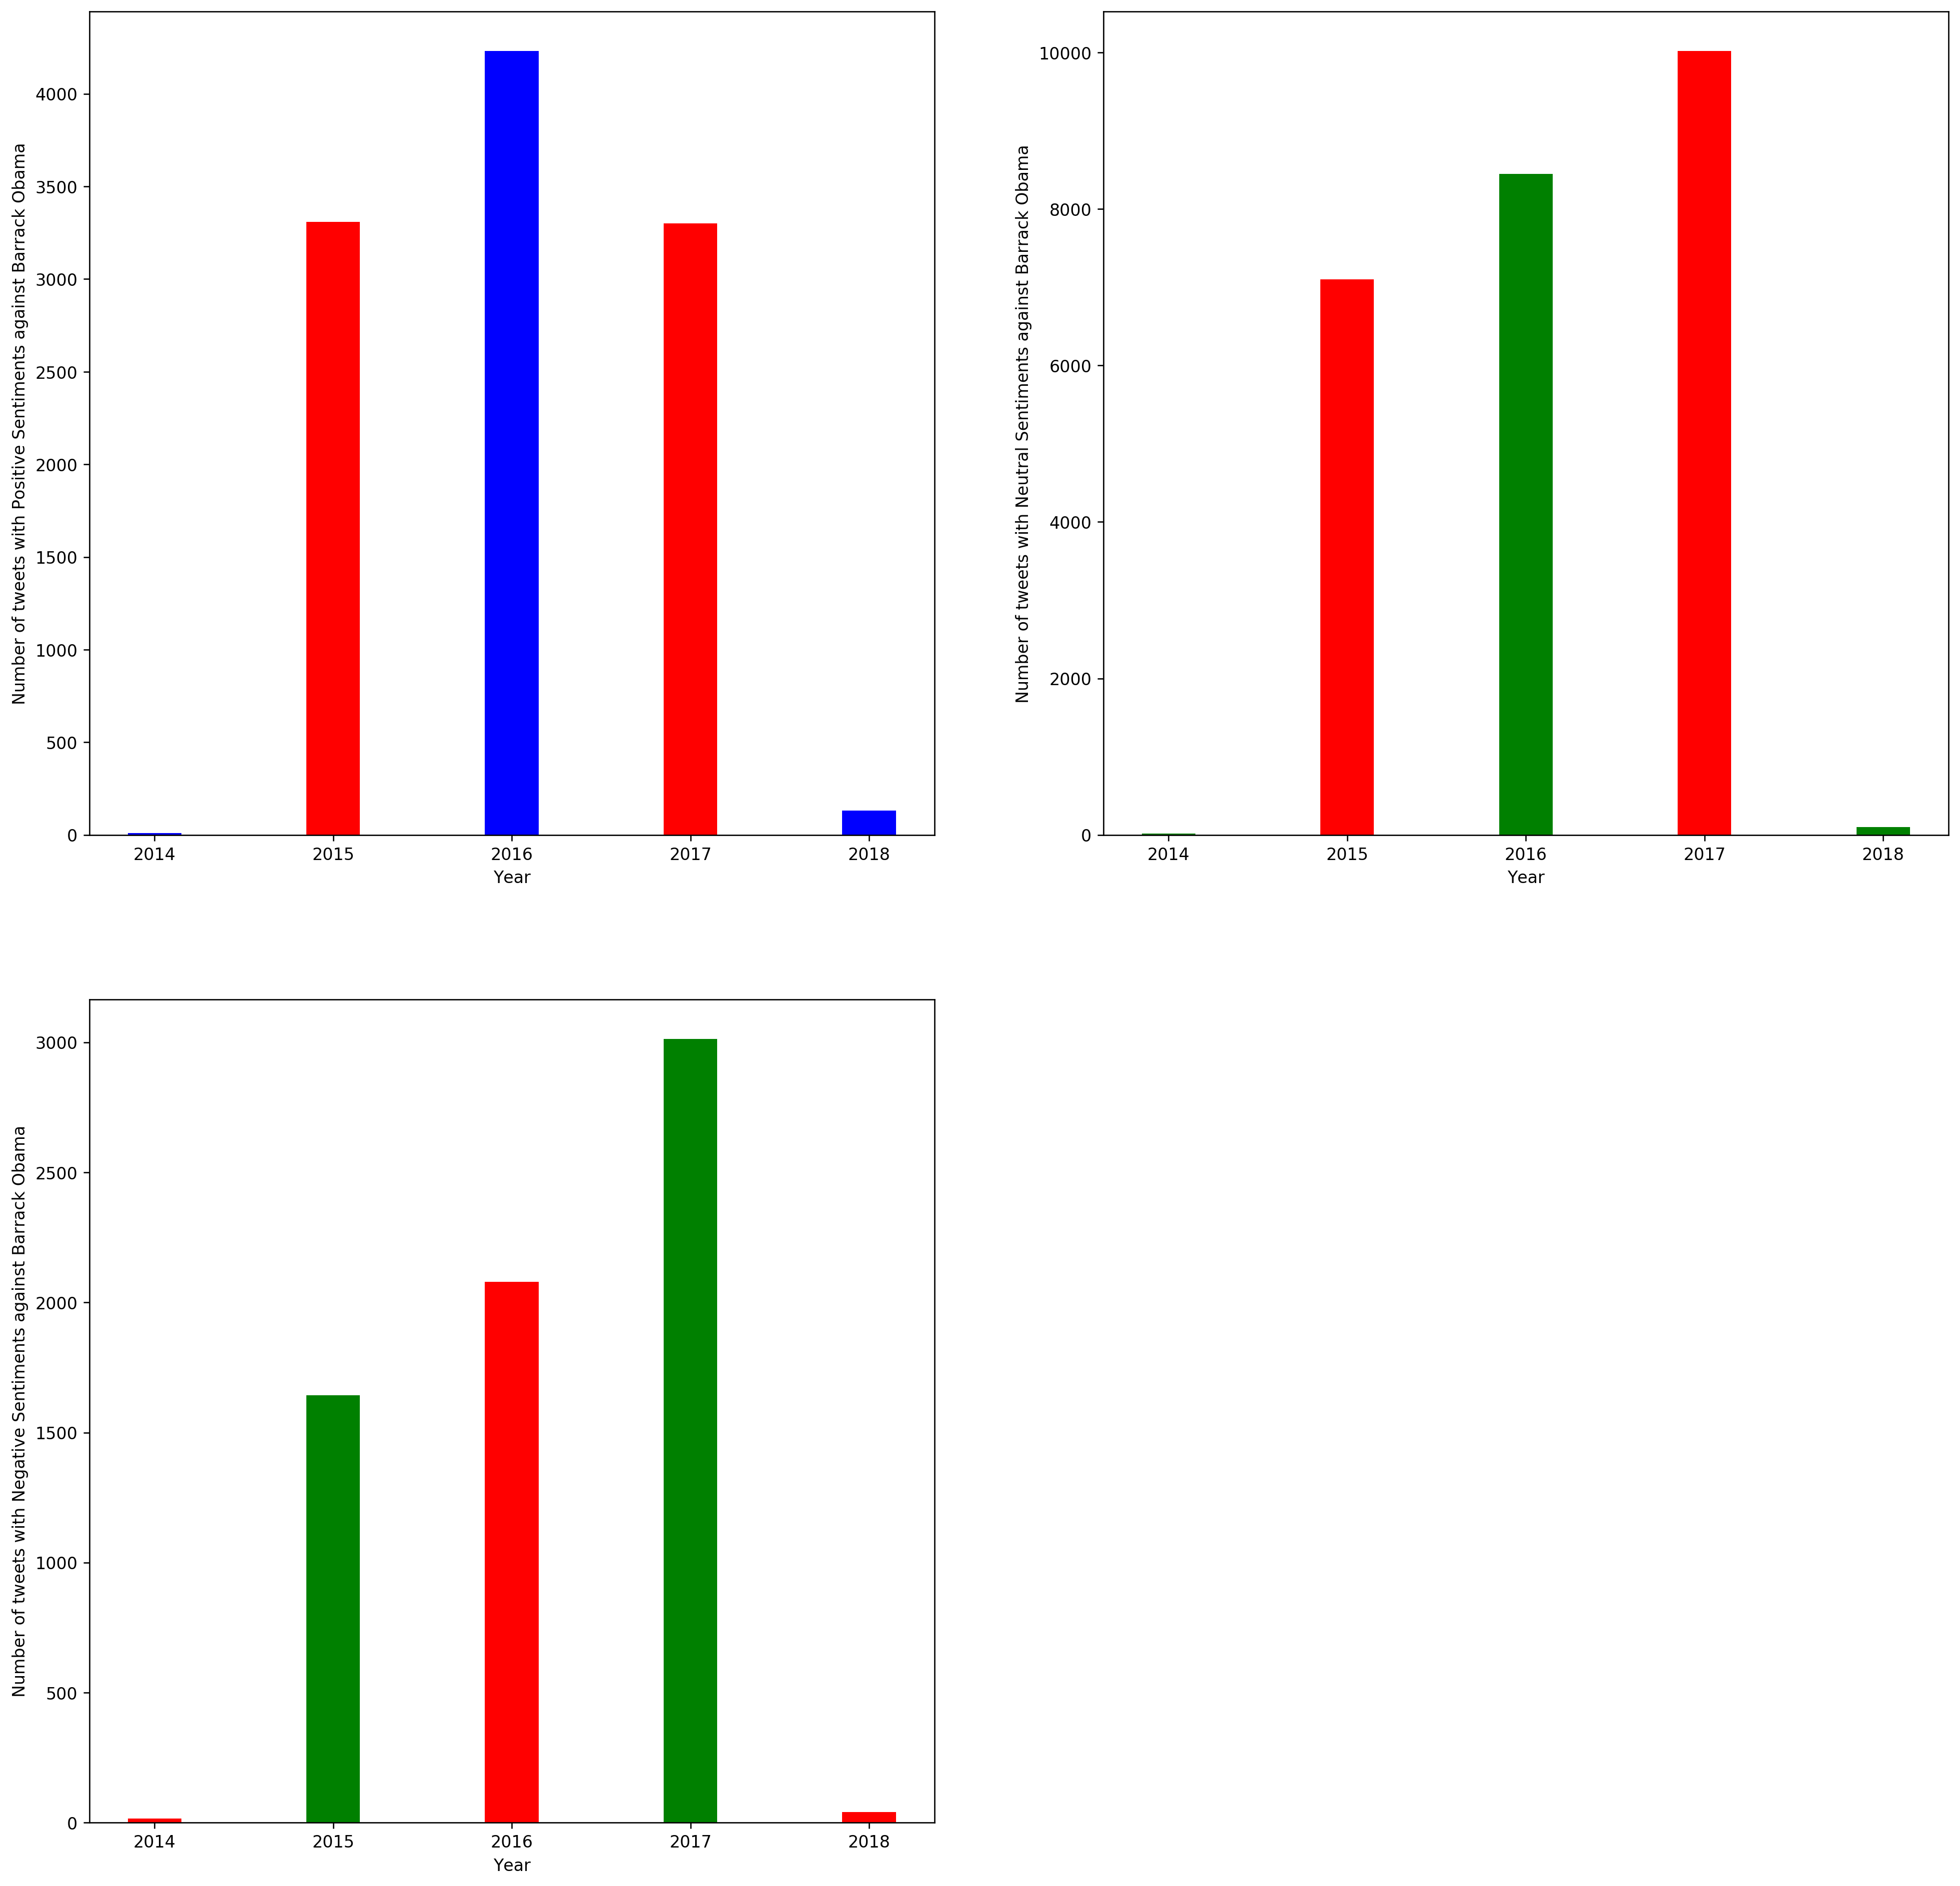 Number of tweets with Positive Sentiments against Barrack Obama
4000
3500
3000
2500
2000
1500
1000
500
0
2014 2015 2016 2017 2018
Year
Number of tweets with Neutral Sentiments against Barrack Obama
10000
8000
6000
4000
2000
0
2014 2015 2016 2017 2018
Year
Number of tweets with Negative Sentiments against Barrack Obama
3000
2500
2000
1500
1000
500
0
2014 2015 2016 2017 2018
Year